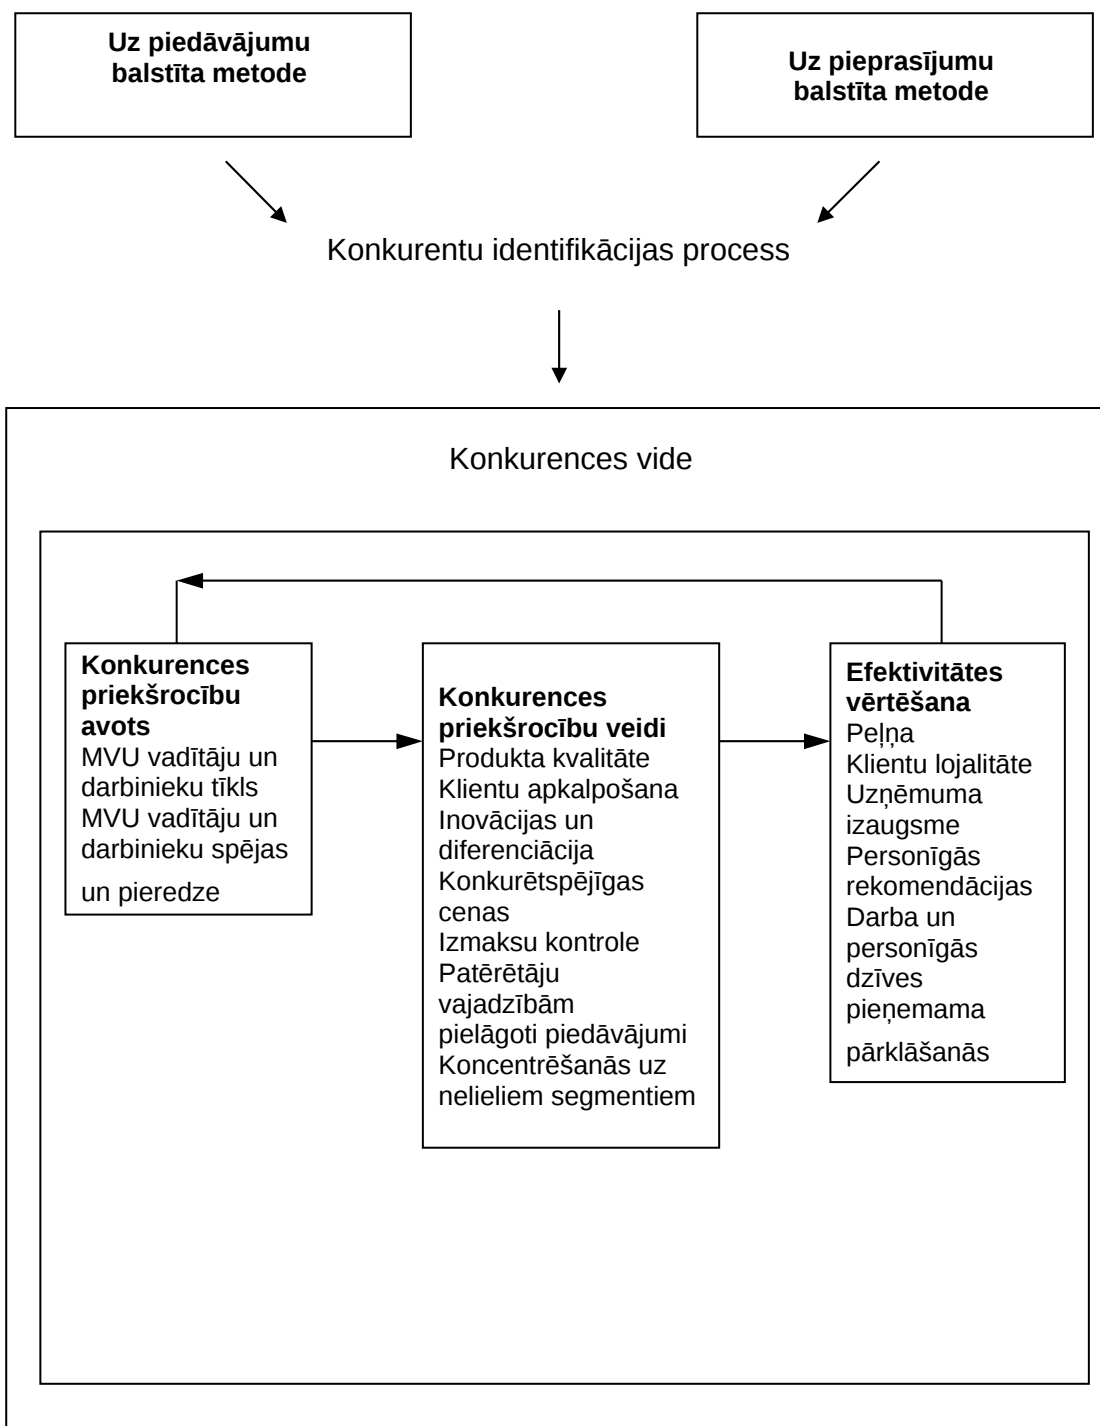 Uz piedāvājumu
balstīta metode
Uz pieprasījumu
balstīta metode
Konkurentu identifikācijas process
Konkurences vide
Konkurences
priekšrocību
avots
MVU vadītāju un
darbinieku tīkls
MVU vadītāju un
darbinieku spējas
un pieredze
Konkurences
priekšrocību veidi
Produkta kvalitāte
Klientu apkalpošana
Inovācijas un
diferenciācija
Konkurētspējīgas
cenas
Izmaksu kontrole
Patērētāju
vajadzībām
pielāgoti piedāvājumi
Koncentrēšanās uz
nelieliem segmentiem
Efektivitātes
vērtēšana
Peļņa
Klientu lojalitāte
Uzņēmuma
izaugsme
Personīgās
rekomendācijas
Darba un
personīgās
dzīves
pieņemama
pārklāšanās